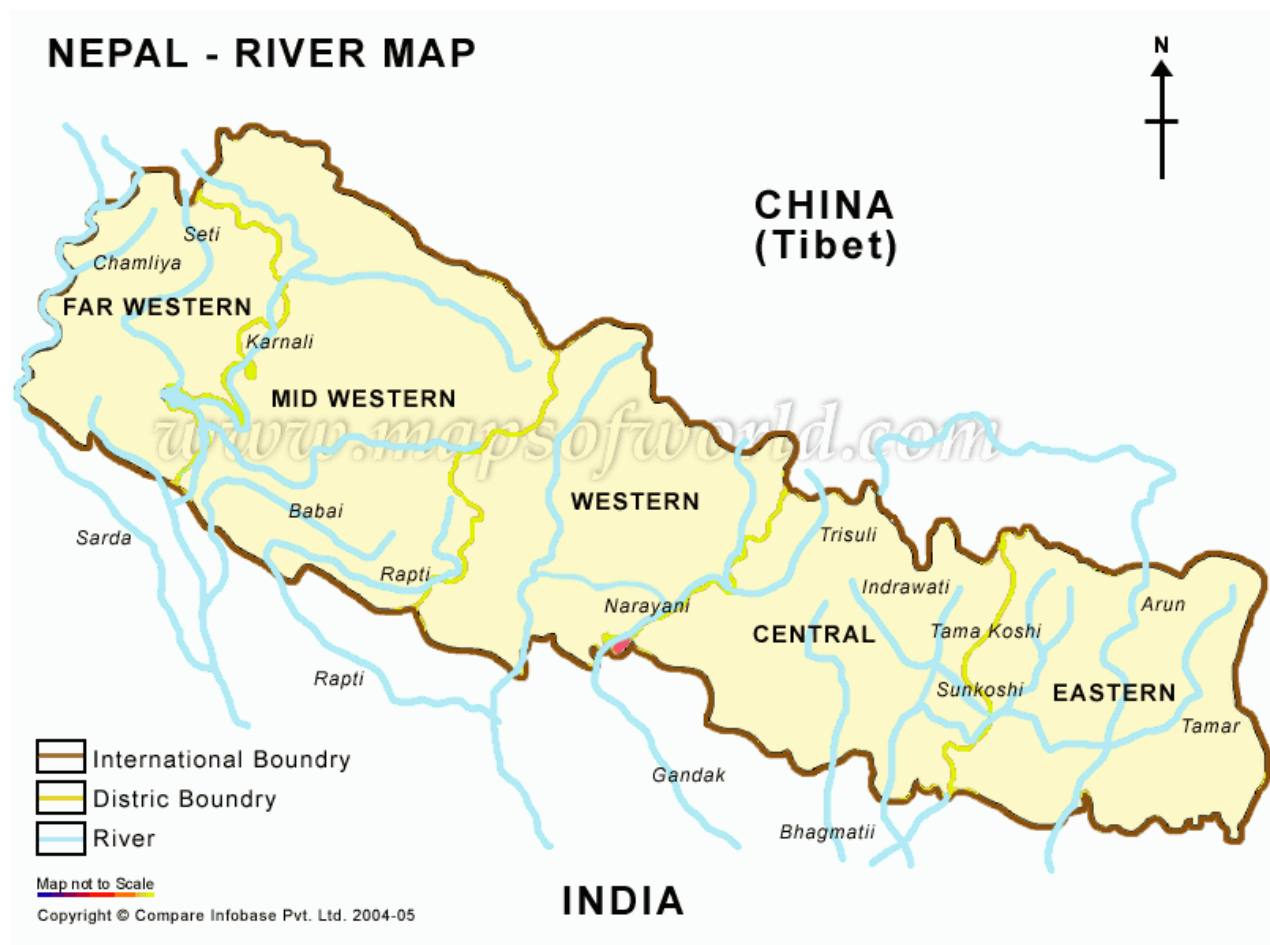 NEPAL - RIVER MAP
N
CHINA
(Tibet)
Seti
Chamliya
FAR WESTERN
Karnali
MID WESTERN
www.mapsofworld.com
WESTERN
Babai
Sarda
Trisuli
Rapti
Indrawati
Narayani
Arun
CENTRAL
Tama Koshi
Rapti
Sunkoshi
EASTERN
Tamar
International Boundry
Gandak
Distric Boundry
Bhagmatii
River
Map not to Scale
INDIA
Copyright © Compare Infobase Pvt. Ltd. 2004-05